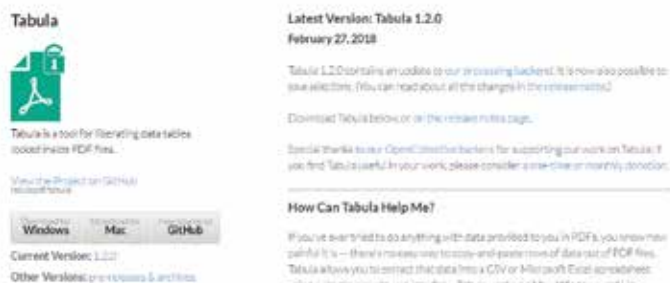 Tabula
Tabula is a tool for liberating data tables
locked inside PDF files.
View the Project on GitHub
Windows
Mac
GitHub
Current Version: 1.2.0
Other Versions: pre-releases & archives
Latest Version: Tabula 1.2.0
February 27, 2018
Tabula 1.2.0 contains an update to our processing backend. It is now also possible to
save selections. (You can read about all the changes in the release notes.)
Download Tabula below, or on the release notes page.
Special thanks to our OpenCollective backers for supporting our work on Tabula; if
you find Tabula useful in your work, please consider a one-time or monthly donation.
How Can Tabula Help Me?
If you've ever tried to do anything with data provided to you in PDFs, you know how
painful it is — there's no easy way to copy-and-paste rows of data out of PDF files.
Tabula allows you to extract that data into a CSV or Microsoft Excel spreadsheet